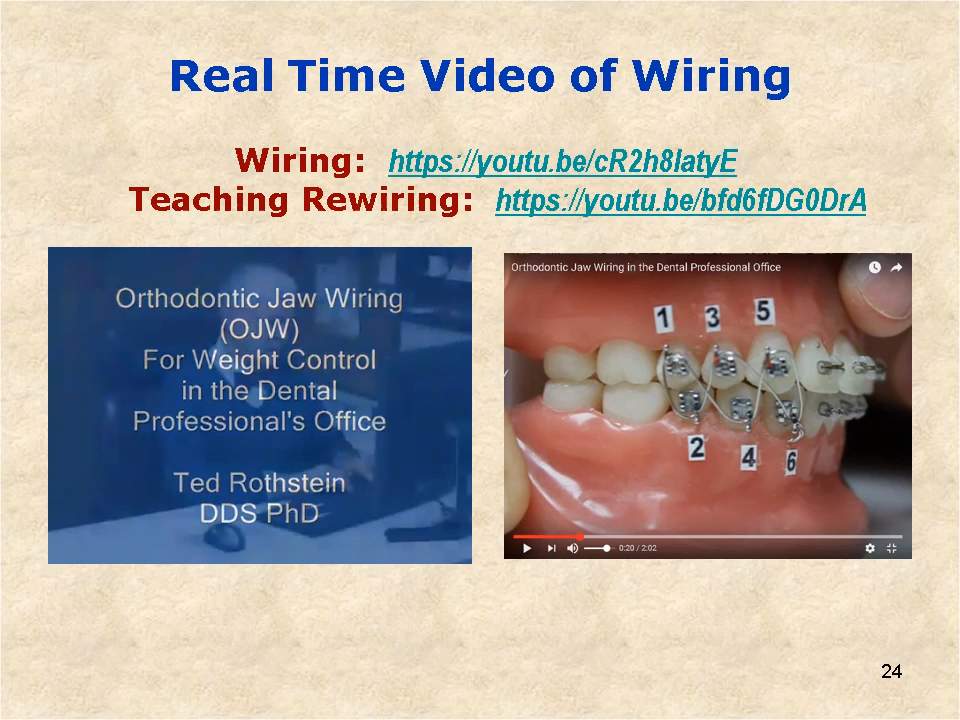 Real Time Video of Wiring
Wiring: https://youtu.be/cR2h8latyE
Teaching Rewiring: https://youtu.be/bfd6fDG0DrA
Orthodontic Jaw Wiring
(OJW)
For Weight Control
in the Dental
Professional's Office
Ted Rothstein
DDS PhD
Orthodontic Jaw Wiring in the Dental Professional Office
1 3 5
2 4 6
0:20 / 2:02
24